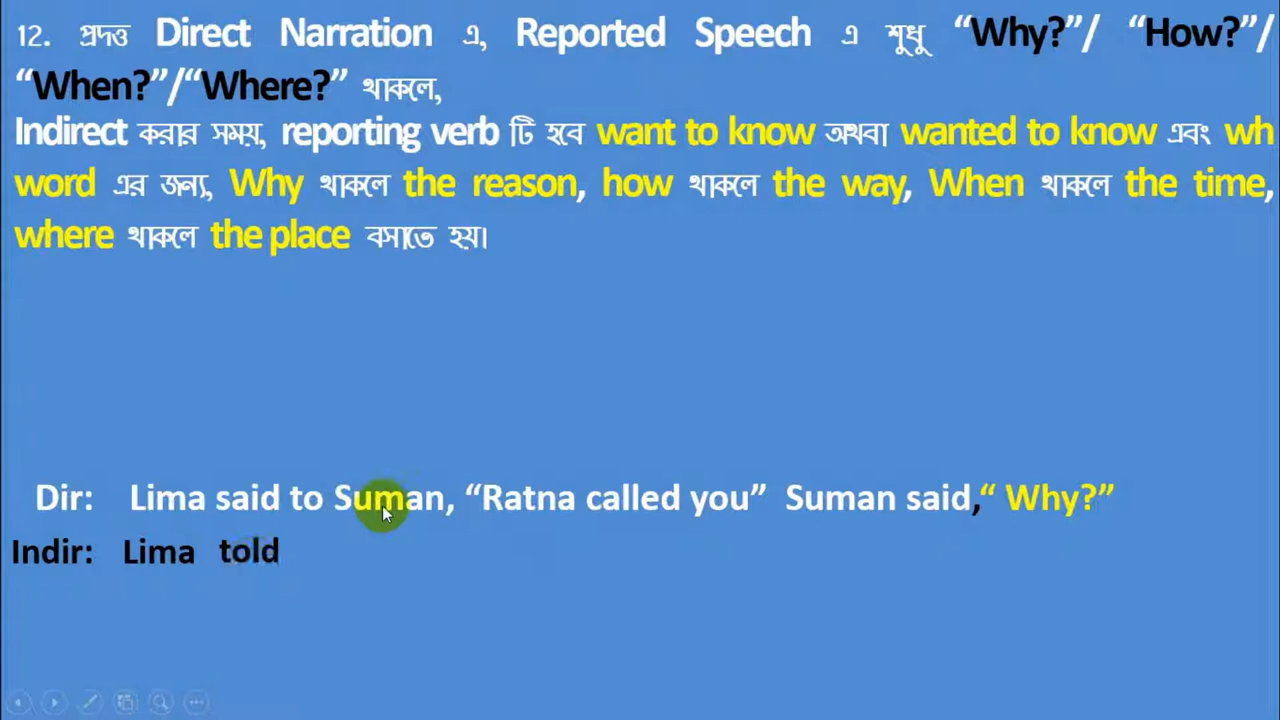 12. প্রদত্ত Direct Narration এ, Reported Speech এ শুধু “Why?”/ “How?”/
“When?”/“Where?” থাকলে,
Indirect করার সময়, reporting verb টি হবে want to know অথবা wanted to know এবং wh
word এর জন্য, Why থাকলে the reason, how থাকলে the way, When থাকলে the time,
where থাকলে the place বসাতে হয়।
Dir: Lima said to Suman, “Ratna called you” Suman said,“ Why?”
Indir: Lima told